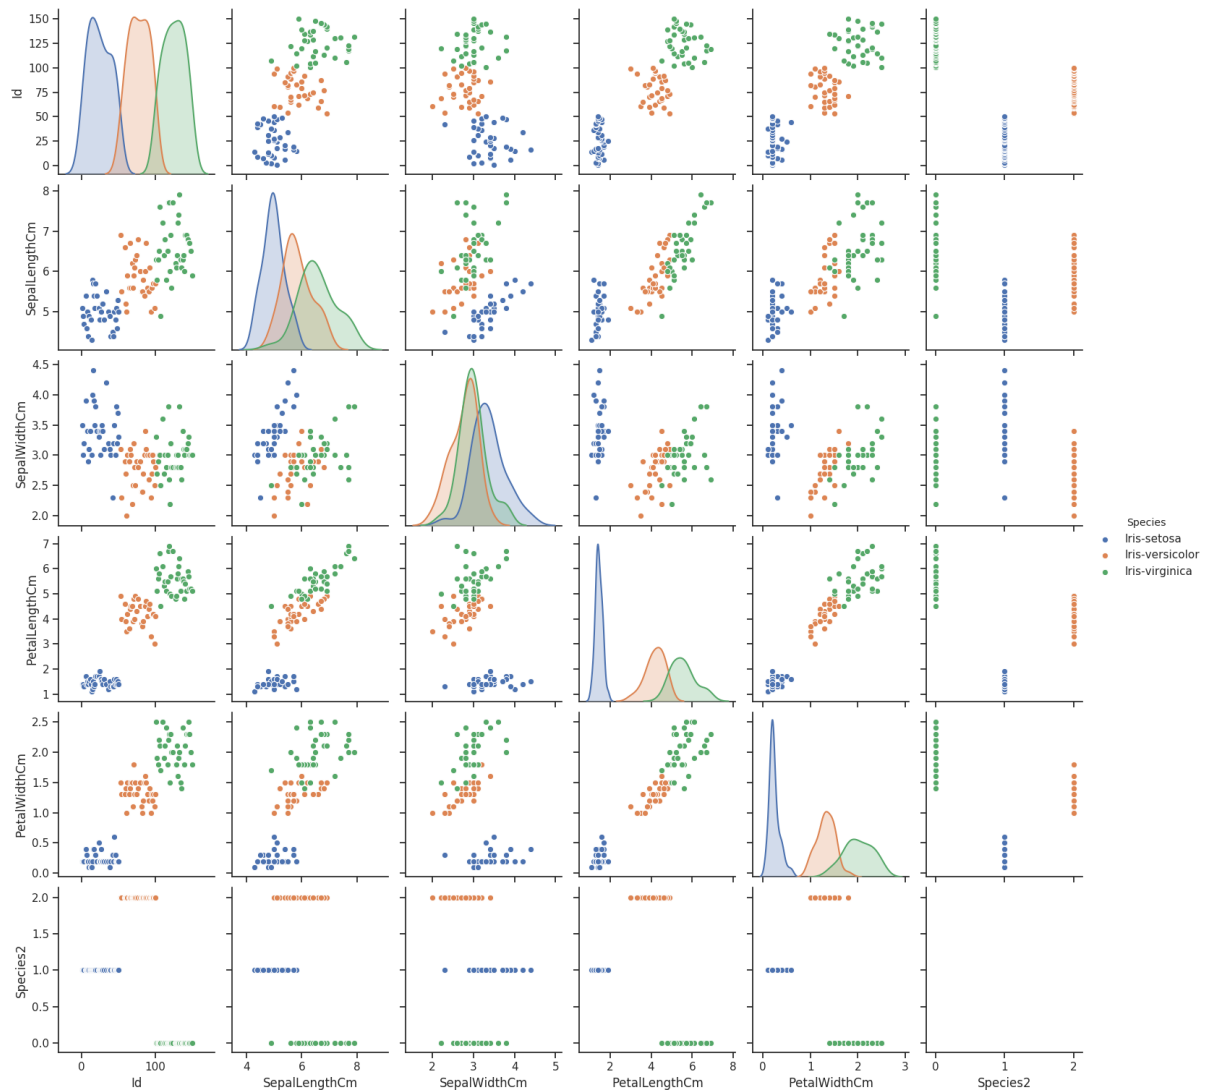 150
125
100
75
50
25
0
Id
8
7
6
5
SepalLengthCm
4.5
4.0
3.5
3.0
2.5
2.0
SepalWidthCm
7
6
5
4
3
2
1
PetalLengthCm
2.5
2.0
1.5
1.0
0.5
0.0
PetalWidthCm
2.0
1.5
1.0
0.5
0.0
Species2
0 100
Id
4 6 8
SepalLengthCm
2 3 4 5
SepalWidthCm
2 4 6 8
PetalLengthCm
0 1 2 3
PetalWidthCm
0 1 2
Species2
Species
Iris-setosa
Iris-versicolor
Iris-virginica